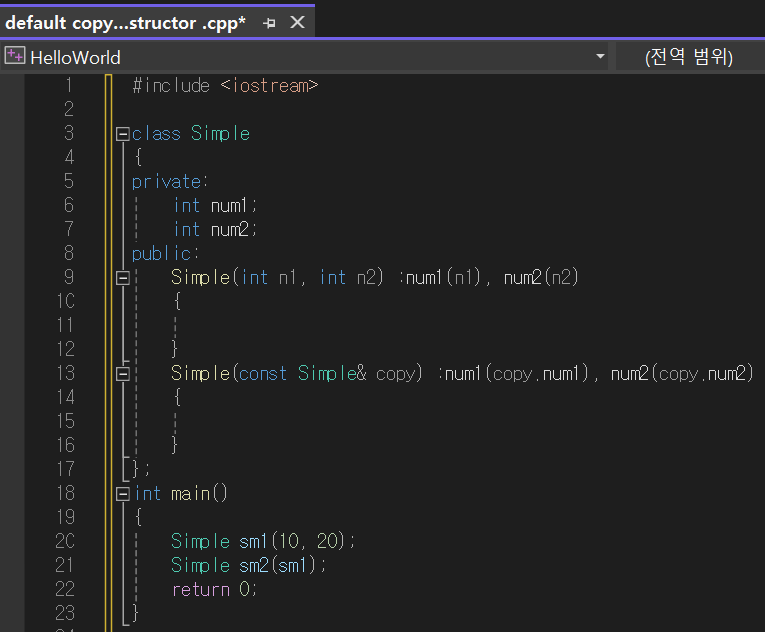 default copy...structor .cpp*
HelloWorld (전역 범위)
1 #include <iostream>
2
3 class Simple
4 {
5 private:
6 int num1;
7 int num2;
8 public:
9 Simple(int n1, int n2) :num1(n1), num2(n2)
10 {
11
12 }
13 Simple(const Simple& copy) :num1(copy.num1), num2(copy.num2)
14 {
15
16 }
17 };
18 int main()
19 {
20 Simple sm1(10, 20);
21 Simple sm2(sm1);
22 return 0;
23 }